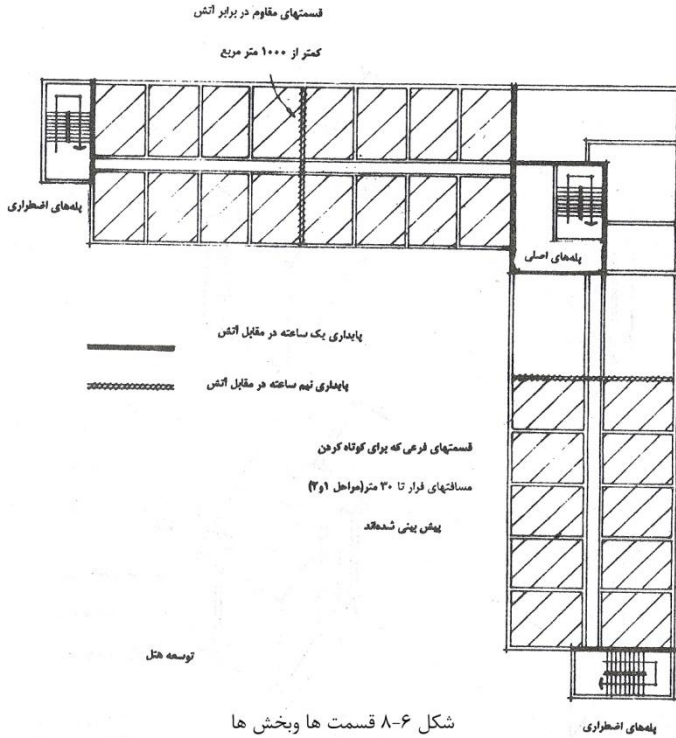 قسمتهای مقاوم در برابر آتش
کمتر از ۱۰۰۰ متر مربع
پله‌های اضطراری
پله‌های اصلی
پایداری یک ساعته در مقابل آتش
پایداری نیم ساعته در مقابل آتش
قسمتهای فرعی که برای کوتاه کردن
مسافتهای فرار تا ۳۰ متر(مراحل ۱و۲)
پیش بینی شده‌اند
توسعه هتل
پله‌های اضطراری
شکل ۶-۸ قسمت ها وبخش ها